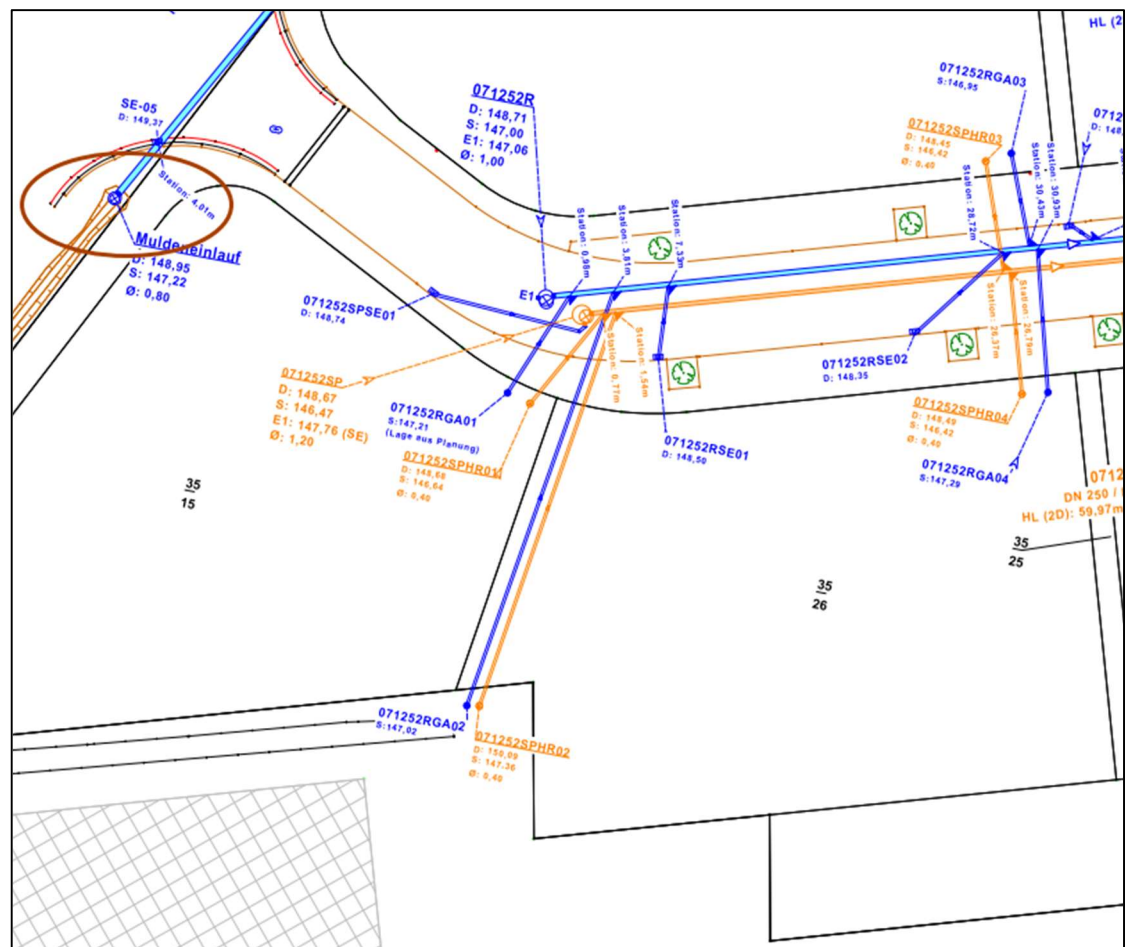 HL (2
071252RGA03
S:146,95
SE-05
D: 149,37
071252R
D: 148,71
S: 147,00
E1: 147,06
Ø: 1,00
071252SPHR03
D: 148,45
S: 146,42
Ø: 0,40
0712
D: 148,
Station: 4,01m
Station: 28,72m
Station: 30,43m
Station: 30,93m
Muldeneinlauf
D: 148,95
S: 147,22
Ø: 0,80
Station: 0,98m
Station: 3,81m
Station: 7,33m
E1
071252SPSE01
D: 148,74
Station: 0,77m
Station: 1,54m
Station: 26,37m
Station: 26,79m
071252RSE02
D: 148,35
071252SP
D: 148,67
S: 146,47
E1: 147,76 (SE)
Ø: 1,20
071252RGA01
S:147,21
(Lage aus Planung)
071252SPHR04
D: 148,49
S: 146,42
Ø: 0,40
071252RSE01
D: 148,50
071252SPHR01
D: 148,68
S: 146,64
Ø: 0,40
071252RGA04
S:147,29
0712
DN 250 /
HL (2D): 59,97m
35
15
35
25
35
26
071252RGA02
S:147,02
071252SPHR02
D: 150,09
S: 147,36
Ø: 0,40